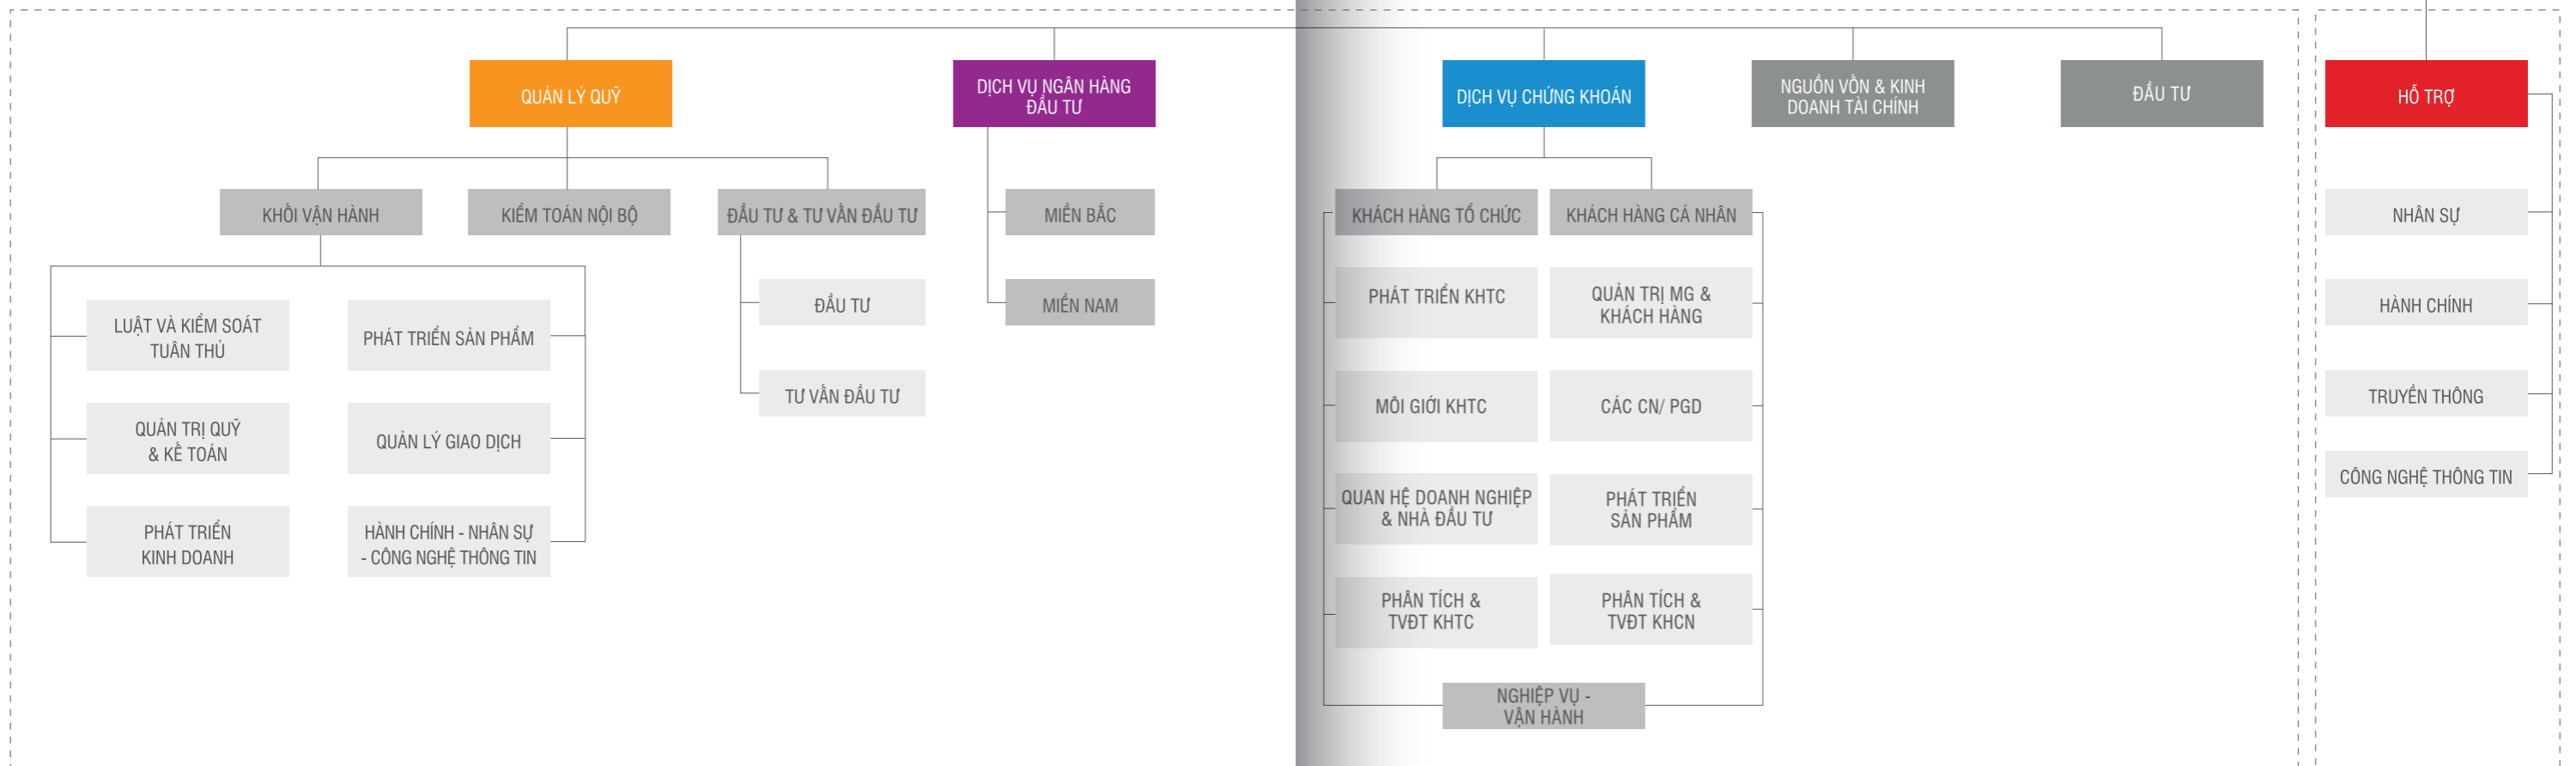 QUẢN LÝ QUỸ
DỊCH VỤ NGÂN HÀNG
ĐẦU TƯ
DỊCH VỤ CHỨNG KHOÁN
NGUỒN VỐN & KINH
DOANH TÀI CHÍNH
ĐẦU TƯ
HỖ TRỢ
KHỐI VẬN HÀNH
KIỂM TOÁN NỘI BỘ
ĐẦU TƯ & TƯ VẤN ĐẦU TƯ
MIỀN BẮC
MIỀN NAM
ĐẦU TƯ
TƯ VẤN ĐẦU TƯ
LUẬT VÀ KIỂM SOÁT
TUÂN THỦ
PHÁT TRIỂN SẢN PHẨM
QUẢN TRỊ QUỸ
& KẾ TOÁN
QUẢN LÝ GIAO DỊCH
PHÁT TRIỂN
KINH DOANH
HÀNH CHÍNH - NHÂN SỰ
- CÔNG NGHỆ THÔNG TIN
KHÁCH HÀNG TỔ CHỨC
KHÁCH HÀNG CÁ NHÂN
PHÁT TRIỂN KHTC
QUẢN TRỊ MG &
KHÁCH HÀNG
MÔI GIỚI KHTC
CÁC CN/ PGD
QUAN HỆ DOANH NGHIỆP
& NHÀ ĐẦU TƯ
PHÁT TRIỂN
SẢN PHẨM
PHÂN TÍCH &
TVĐT KHTC
PHÂN TÍCH &
TVĐT KHCN
NGHIỆP VỤ -
VẬN HÀNH
NHÂN SỰ
HÀNH CHÍNH
TRUYỀN THÔNG
CÔNG NGHỆ THÔNG TIN